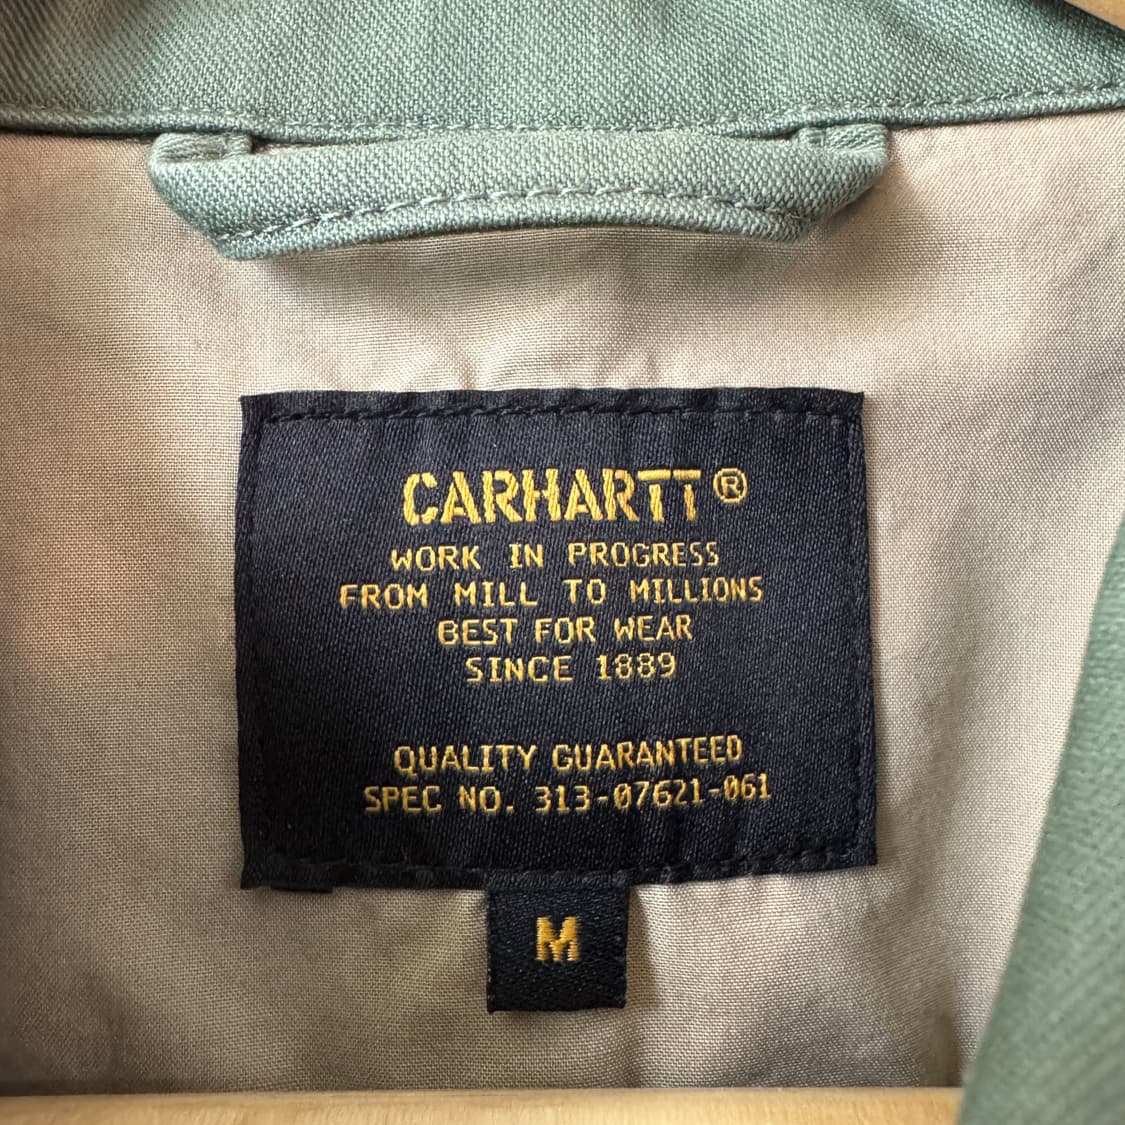 CARHARTT®
WORK IN PROGRESS
FROM MILL TO MILLIONS
BEST FOR WEAR
SINCE 1889
QUALITY GUARANTEED
SPEC NO. 313-07621-061
M